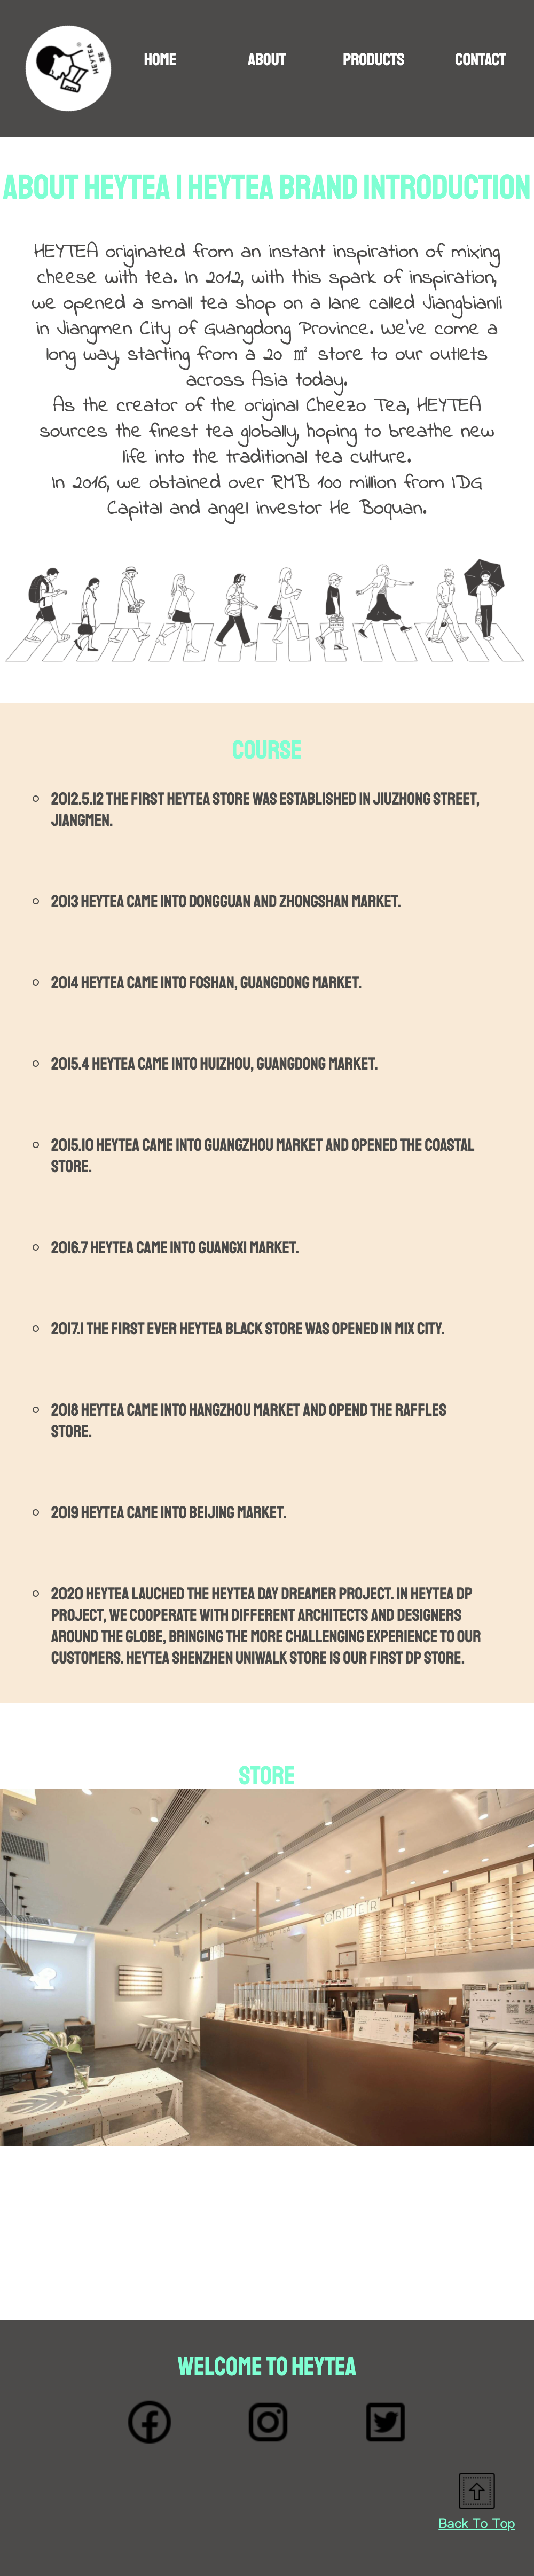 HEYTEA
HOME ABOUT PRODUCTS CONTACT
ABOUT HEYTEA | HEYTEA BRAND INTRODUCTION
HEYTEA originated from an instant inspiration of mixing
cheese with tea. In 2012, with this spark of inspiration,
we opened a small tea shop on a lane called Jiangbianli
in Jiangmen City of Guangdong Province. We've come a
long way, starting from a 20 ㎡ store to our outlets
across Asia today.
As the creator of the original Cheezo Tea, HEYTEA
sources the finest tea globally, hoping to breathe new
life into the traditional tea culture.
In 2016, we obtained over RMB 100 million from IDG
Capital and angel investor He Boquan.
COURSE
2012.5.12 THE FIRST HEYTEA STORE WAS ESTABLISHED IN JIUZHONG STREET,
JIANGMEN.
2013 HEYTEA CAME INTO DONGGUAN AND ZHONGSHAN MARKET.
2014 HEYTEA CAME INTO FOSHAN, GUANGDONG MARKET.
2015.4 HEYTEA CAME INTO HUIZHOU, GUANGDONG MARKET.
2015.10 HEYTEA CAME INTO GUANGZHOU MARKET AND OPENED THE COASTAL
STORE.
2016.7 HEYTEA CAME INTO GUANGXI MARKET.
2017.1 THE FIRST EVER HEYTEA BLACK STORE WAS OPENED IN MIX CITY.
2018 HEYTEA CAME INTO HANGZHOU MARKET AND OPEND THE RAFFLES
STORE.
2019 HEYTEA CAME INTO BEIJING MARKET.
2020 HEYTEA LAUCHED THE HEYTEA DAY DREAMER PROJECT. IN HEYTEA DP
PROJECT, WE COOPERATE WITH DIFFERENT ARCHITECTS AND DESIGNERS
AROUND THE GLOBE, BRINGING THE MORE CHALLENGING EXPERIENCE TO OUR
CUSTOMERS. HEYTEA SHENZHEN UNIWALK STORE IS OUR FIRST DP STORE.
STORE
ORDER
WELCOME TO HEYTEA
Back To Top